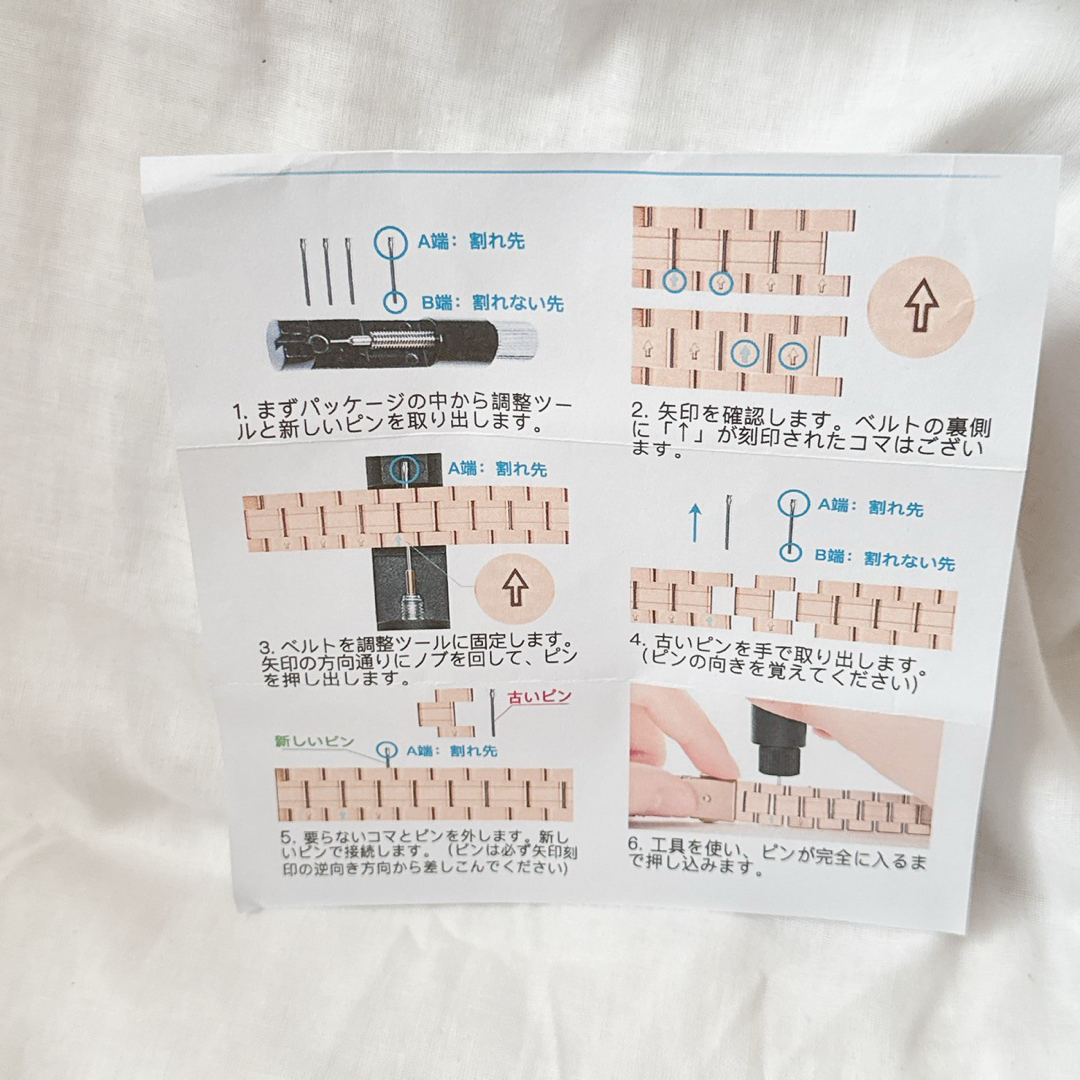 A端：割れ先
B端：割れない先
1. まずパッケージの中から調整ツー
ルと新しいピンを取り出します。
2. 矢印を確認します。ベルトの裏側
に「↑」が刻印されたコマはござい
ます。
A端：割れ先
3. ベルトを調整ツールに固定します。
矢印の方向通りにノブを回して、ピン
を押し出します。
A端：割れ先
B端：割れない先
4. 古いピンを手で取り出します。
（ピンの向きを覚えてください）
古いピン
新しいピン
A端：割れ先
5. 要らないコマとピンを外します。新し
いピンで接続します。（ピンは必ず矢印刻
印の逆向き方向から差しこんでください）
6. 工具を使い、ピンが完全に入るま
で押し込みます。